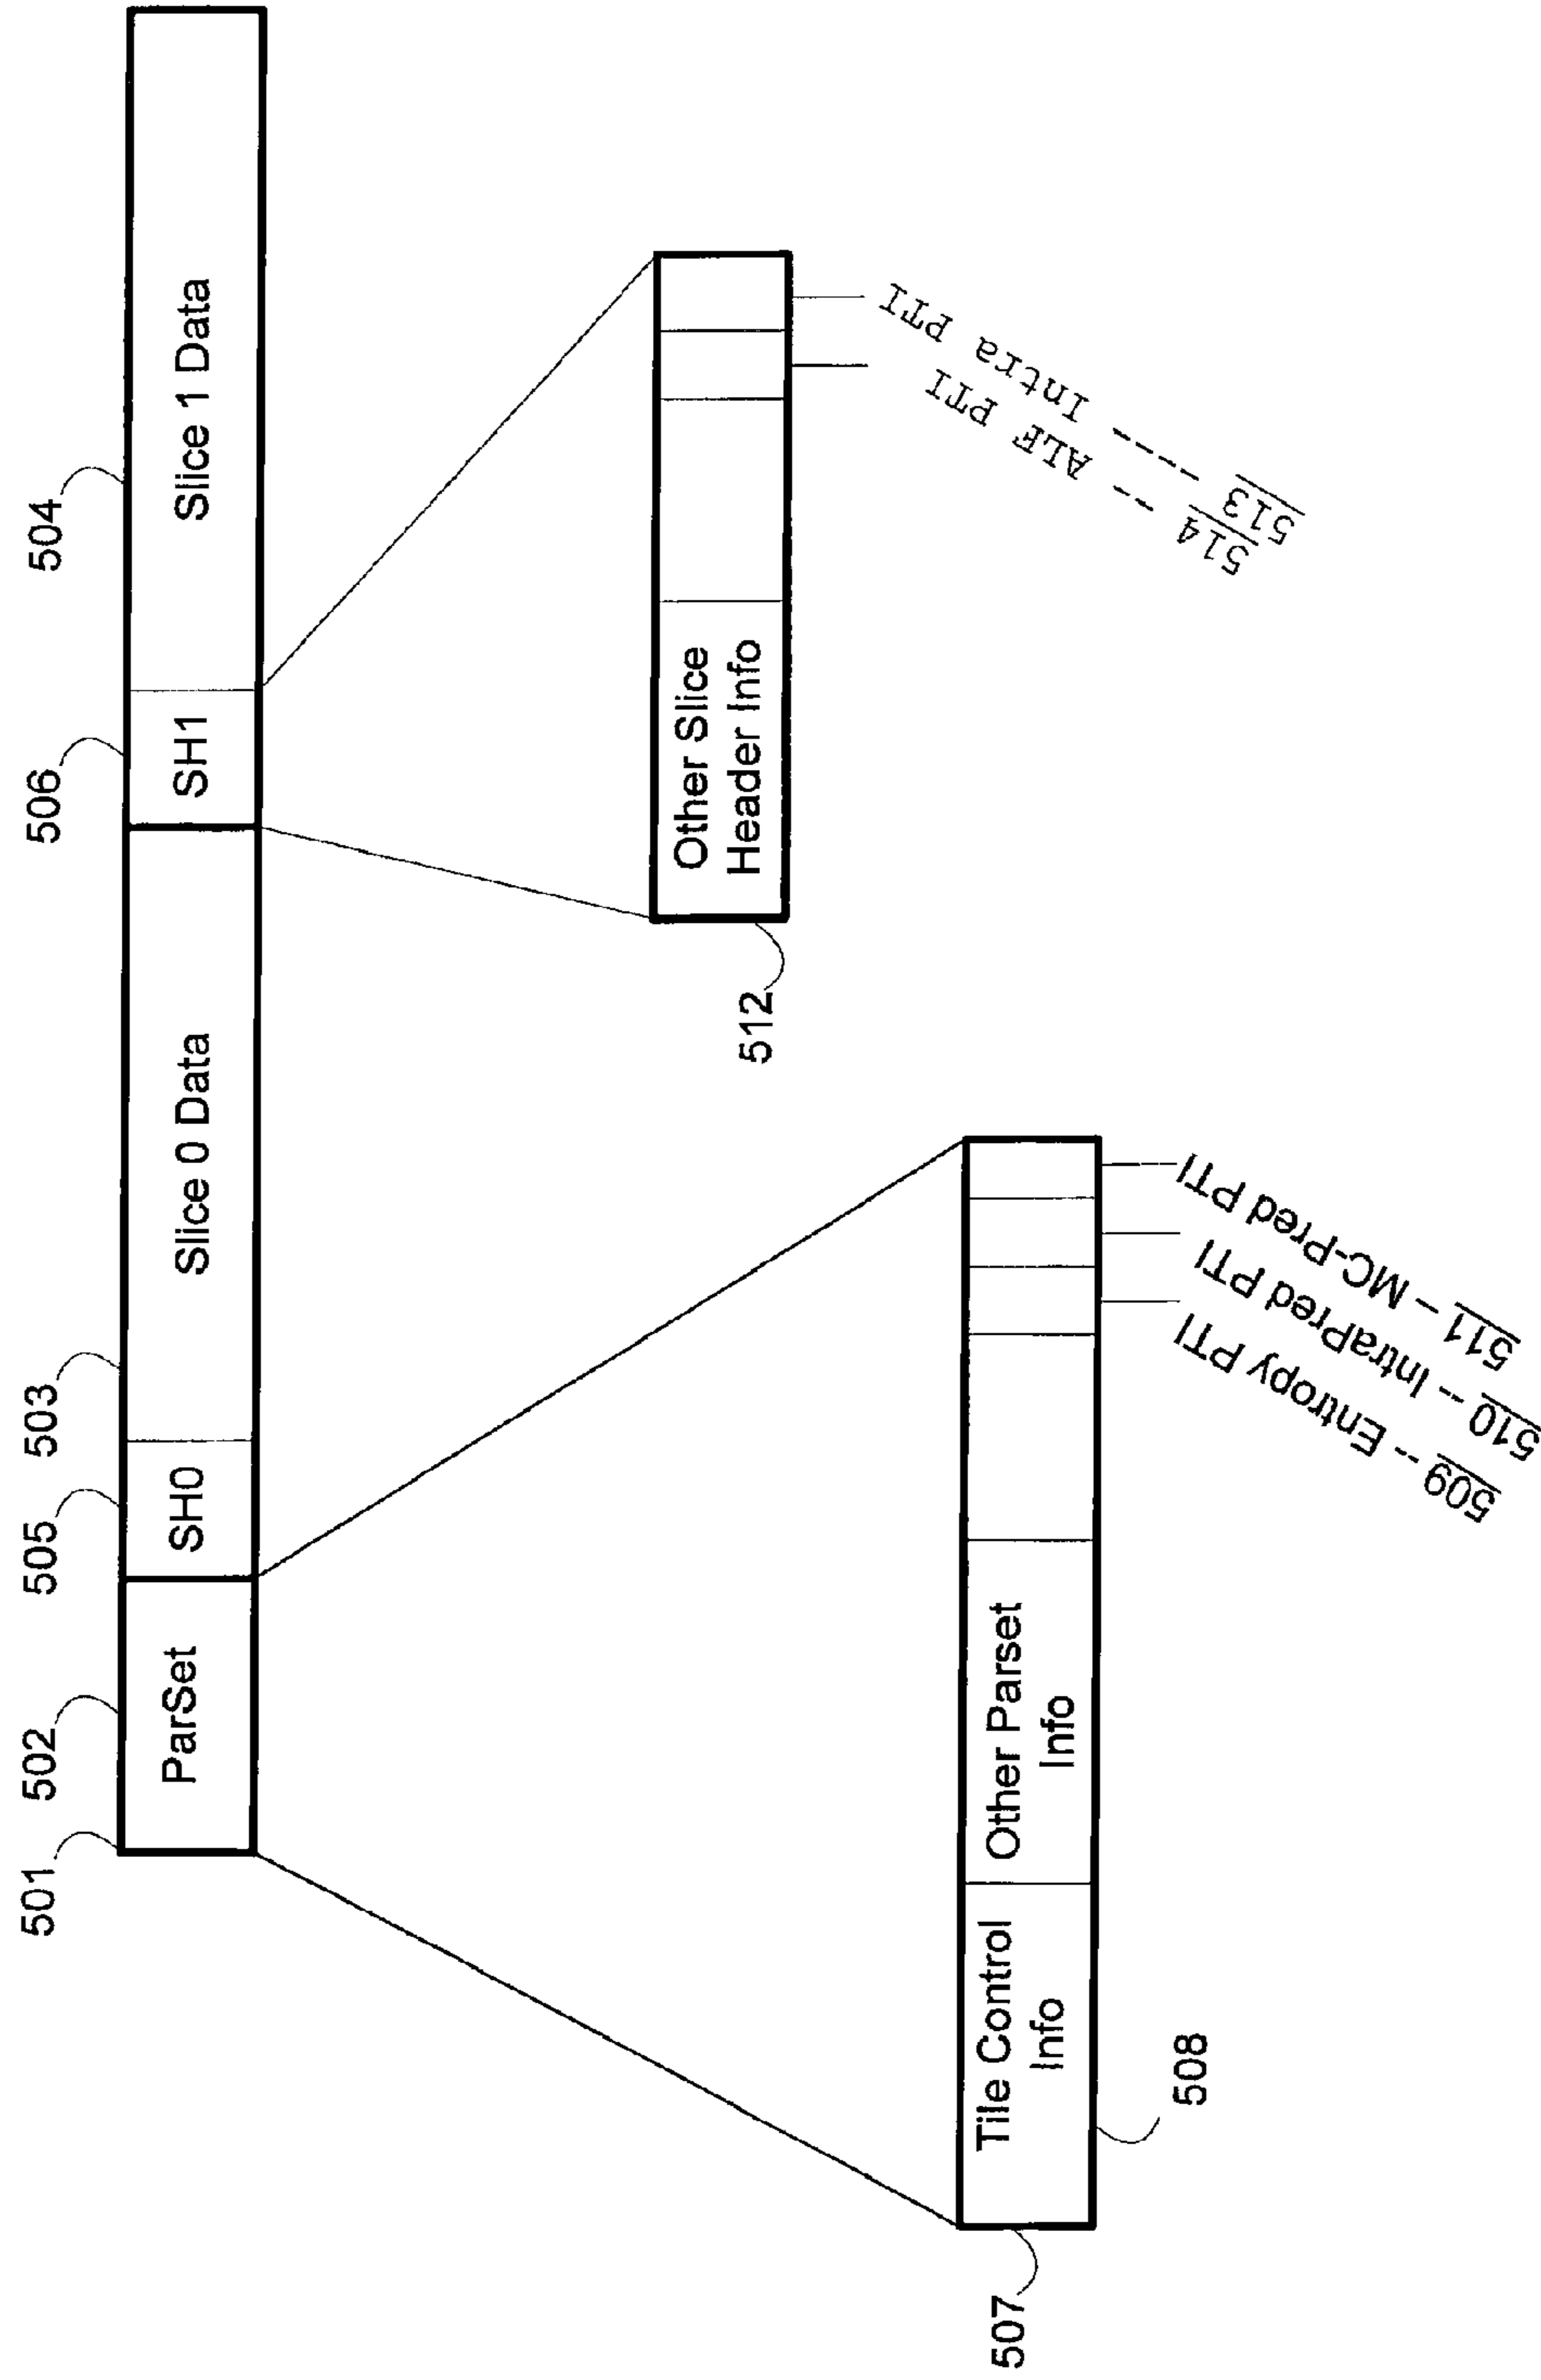 501
502
505
503
506
504
ParSet
SH0
Slice 0 Data
SH1
Slice 1 Data
512
Other Slice
Header Info
514 -- ALF PTI
513 ---- Intra PTI
507
Tile Control
Info
Other Parset
Info
508
509 -- Entropy PTI
510 -- IntraPred PTI
511 – MC-Pred PTI